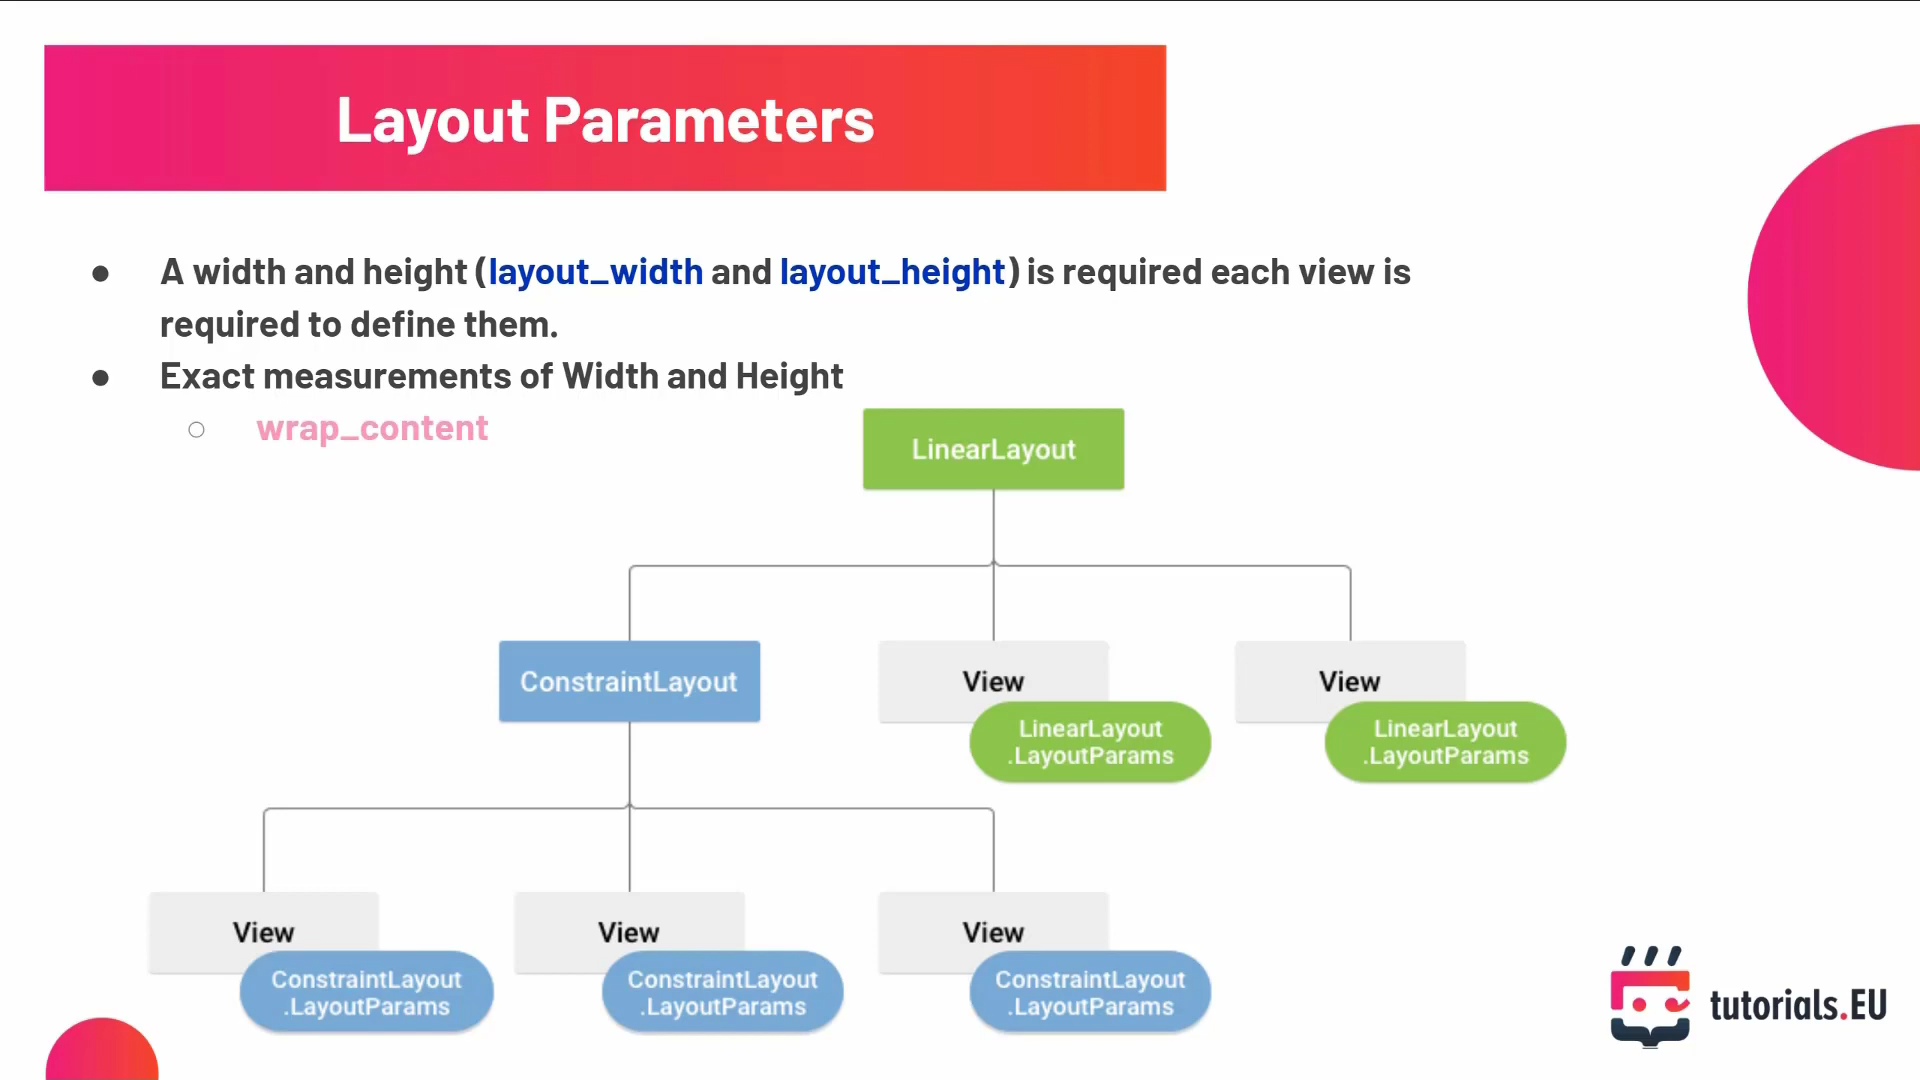 Layout Parameters
● A width and height (layout_width and layout_height) is required each view is
required to define them.
● Exact measurements of Width and Height
○ wrap_content
LinearLayout
ConstraintLayout
View
LinearLayout
.LayoutParams
View
LinearLayout
.LayoutParams
View
ConstraintLayout
.LayoutParams
View
ConstraintLayout
.LayoutParams
View
ConstraintLayout
.LayoutParams
tutorials.EU